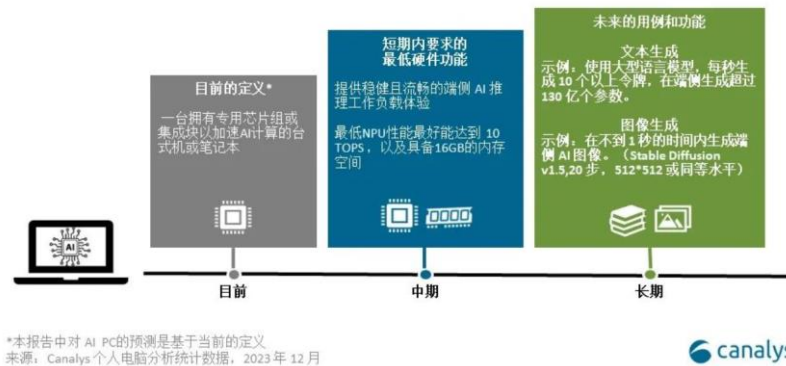 目前的定义*
一台拥有专用芯片组或
集成块以加速AI计算的台
式机或笔记本
短期内要求的
最低硬件功能
提供稳健且流畅的端侧 AI 推
理工作负载体验
最低NPU性能最好能达到 10
TOPS，以及具备16GB的内存
空间
未来的用例和功能
文本生成
示例：使用大型语言模型，每秒生
成 10 个以上令牌，在端侧生成超过
130 亿个参数。
图像生成
示例：在不到 1 秒的时间内生成端
侧 AI 图像。（Stable Diffusion
v1.5,20 步，512*512 或同等水平）
AI
目前
中期
长期
*本报告中对 AI PC的预测是基于当前的定义
来源：Canalys 个人电脑分析统计数据，2023 年 12 月
canalys